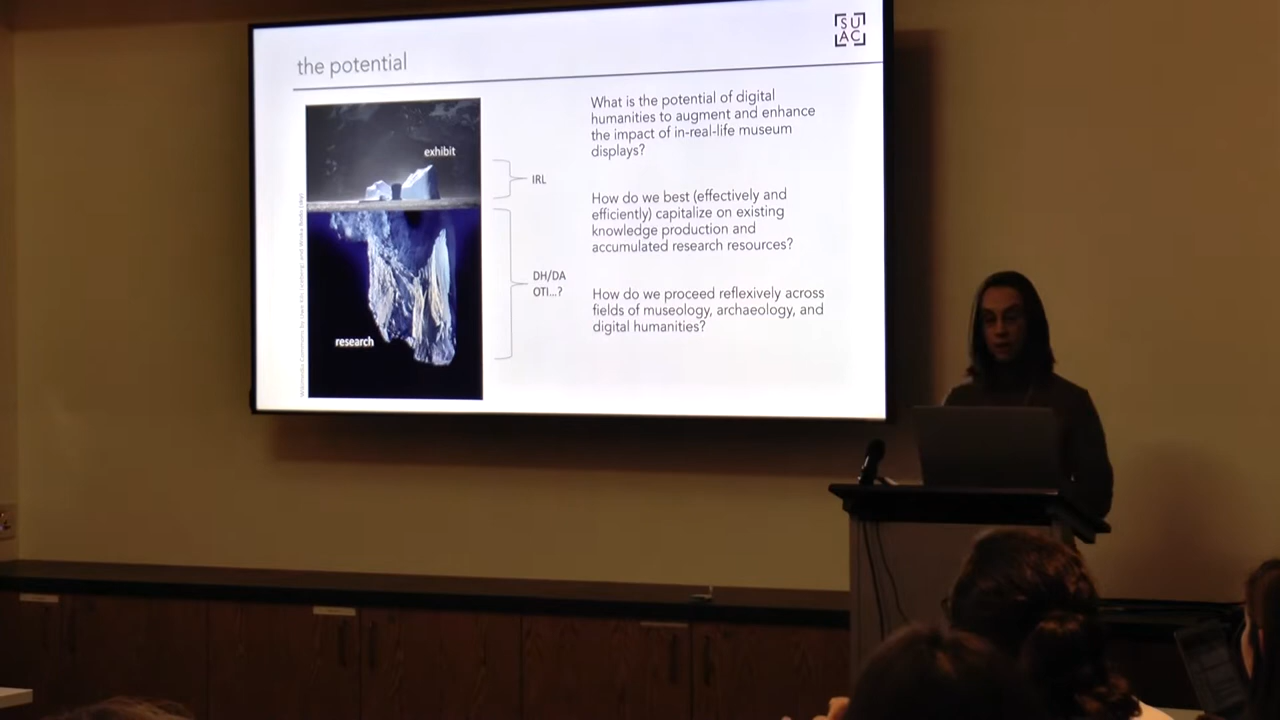 SU
AC
the potential
exhibit
IRL
DH/DA
OTI...?
research
What is the potential of digital
humanities to augment and enhance
the impact of in-real-life museum
displays?
How do we best (effectively and
efficiently) capitalize on existing
knowledge production and
accumulated research resources?
How do we proceed reflexively across
fields of museology, archaeology, and
digital humanities?